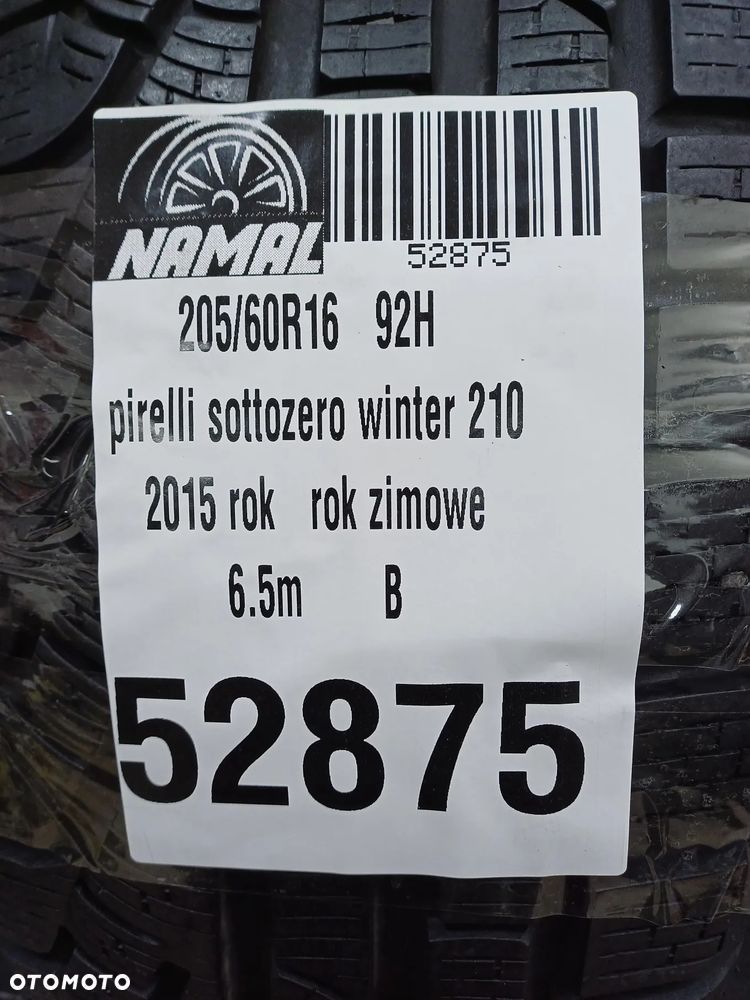 NAMAL
52875
205/60R16 92H
pirelli sottozero winter 210
2015 rok rok zimowe
6.5m B
52875
OTOMOTO